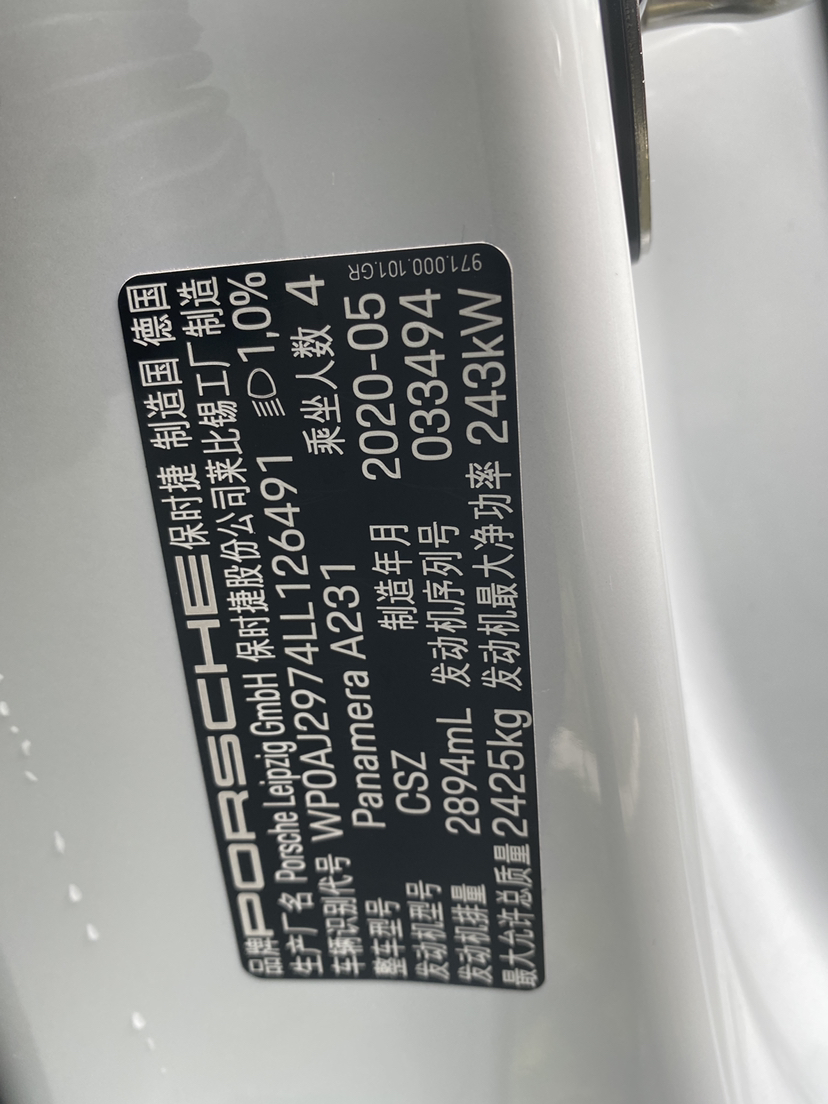 品牌 PORSCHE 保时捷 制造国 德国
生产厂名 Porsche Leipzig GmbH 保时捷股份公司莱比锡工厂制造
车辆识别代号 WP0AJ2974LL126491 1,0%
整车型号 Panamera A231 乘坐人数 4
发动机型号 CSZ 制造年月 2020-05
发动机排量 2894mL 发动机序列号 033494
最大允许总质量 2425kg 发动机最大净功率 243kW
971.000.101.GR